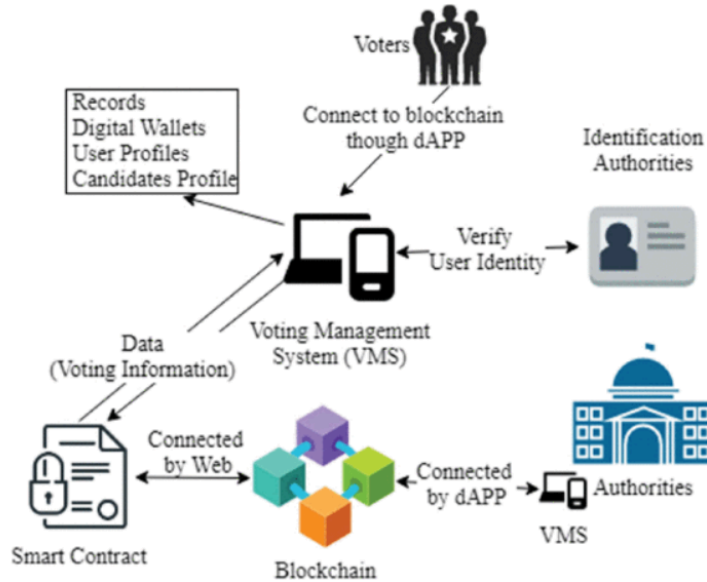 Voters
Records
Digital Wallets
User Profiles
Candidates Profile
Connect to blockchain
though dAPP
Identification
Authorities
Verify
User Identity
Voting Management
System (VMS)
Data
(Voting Information)
Connected
by Web
Connected
by dAPP
Authorities
VMS
Smart Contract
Blockchain